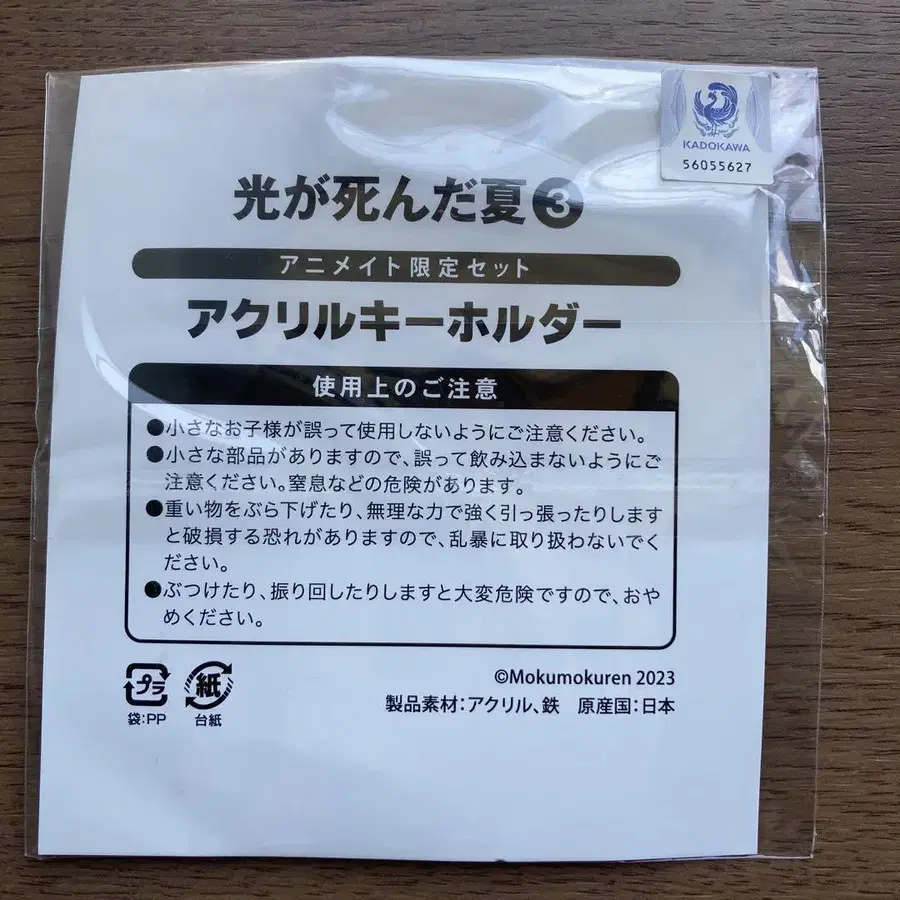 KADOKAWA
56055627
光が死んだ夏❸
アニメイト限定セット
アクリルキーホルダー
使用上のご注意
●小さなお子様が誤って使用しないようにご注意ください。
●小さな部品がありますので、誤って飲み込まないようにご
注意ください。窒息などの危険があります。
●重い物をぶら下げたり、無理な力で強く引っ張ったりします
と破損する恐れがありますので、乱暴に取り扱わないでく
ださい。
●ぶつけたり、振り回したりしますと大変危険ですので、おや
めください。
プラ
袋:PP
紙
台紙
©Mokumokuren 2023
製品素材:アクリル、鉄　原産国:日本